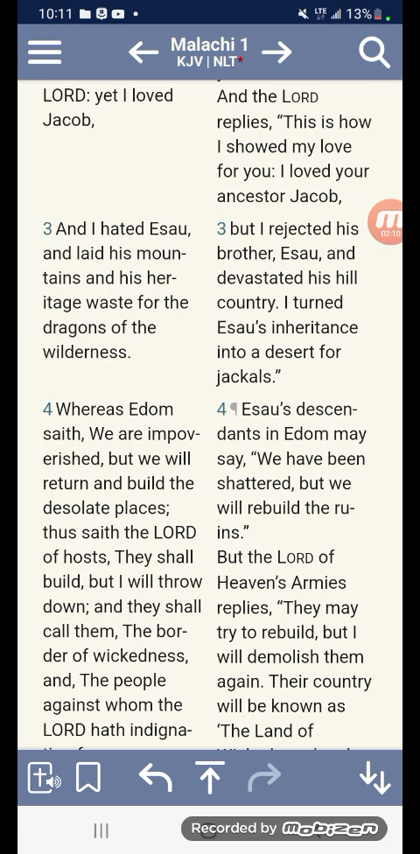 10:11
LTE
13%
Malachi 1
KJV | NLT*
LORD: yet I loved
Jacob,
3 And I hated Esau,
and laid his moun-
tains and his her-
itage waste for the
dragons of the
wilderness.
4 Whereas Edom
saith, We are impov-
erished, but we will
return and build the
desolate places;
thus saith the LORD
of hosts, They shall
build, but I will throw
down; and they shall
call them, The bor-
der of wickedness,
and, The people
against whom the
LORD hath indigna-
And the LORD
replies, “This is how
I showed my love
for you: I loved your
ancestor Jacob,
3 but I rejected his
brother, Esau, and
devastated his hill
country. I turned
Esau’s inheritance
into a desert for
jackals.”
4 ¶ Esau’s descen-
dants in Edom may
say, “We have been
shattered, but we
will rebuild the ru-
ins.”
But the LORD of
Heaven’s Armies
replies, “They may
try to rebuild, but I
will demolish them
again. Their country
will be known as
‘The Land of
02:10
Recorded by mobizen